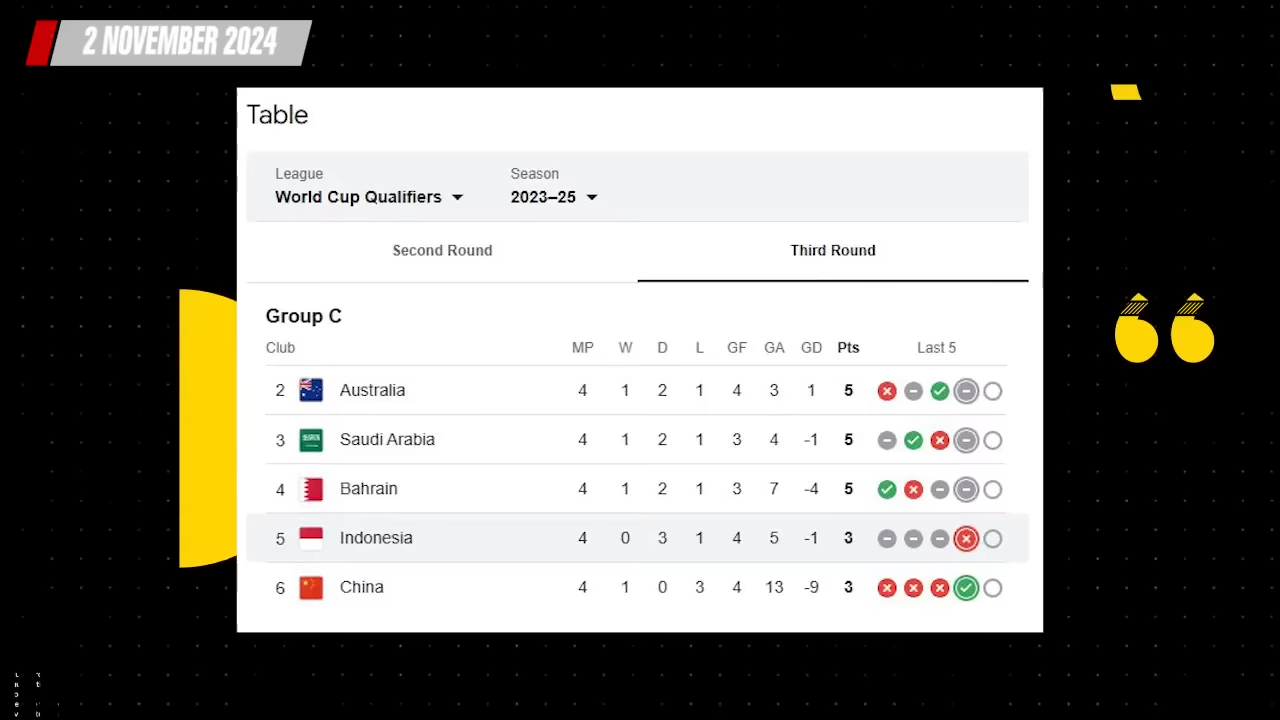 2 NOVEMBER 2024
Table
League Season
World Cup Qualifiers 2023–25
Second Round Third Round
Group C
Club MP W D L GF GA GD Pts Last 5
2 Australia 4 1 2 1 4 3 1 5
3 Saudi Arabia 4 1 2 1 3 4 -1 5
4 Bahrain 4 1 2 1 3 7 -4 5
5 Indonesia 4 0 3 1 4 5 -1 3
6 China 4 1 0 3 4 13 -9 3